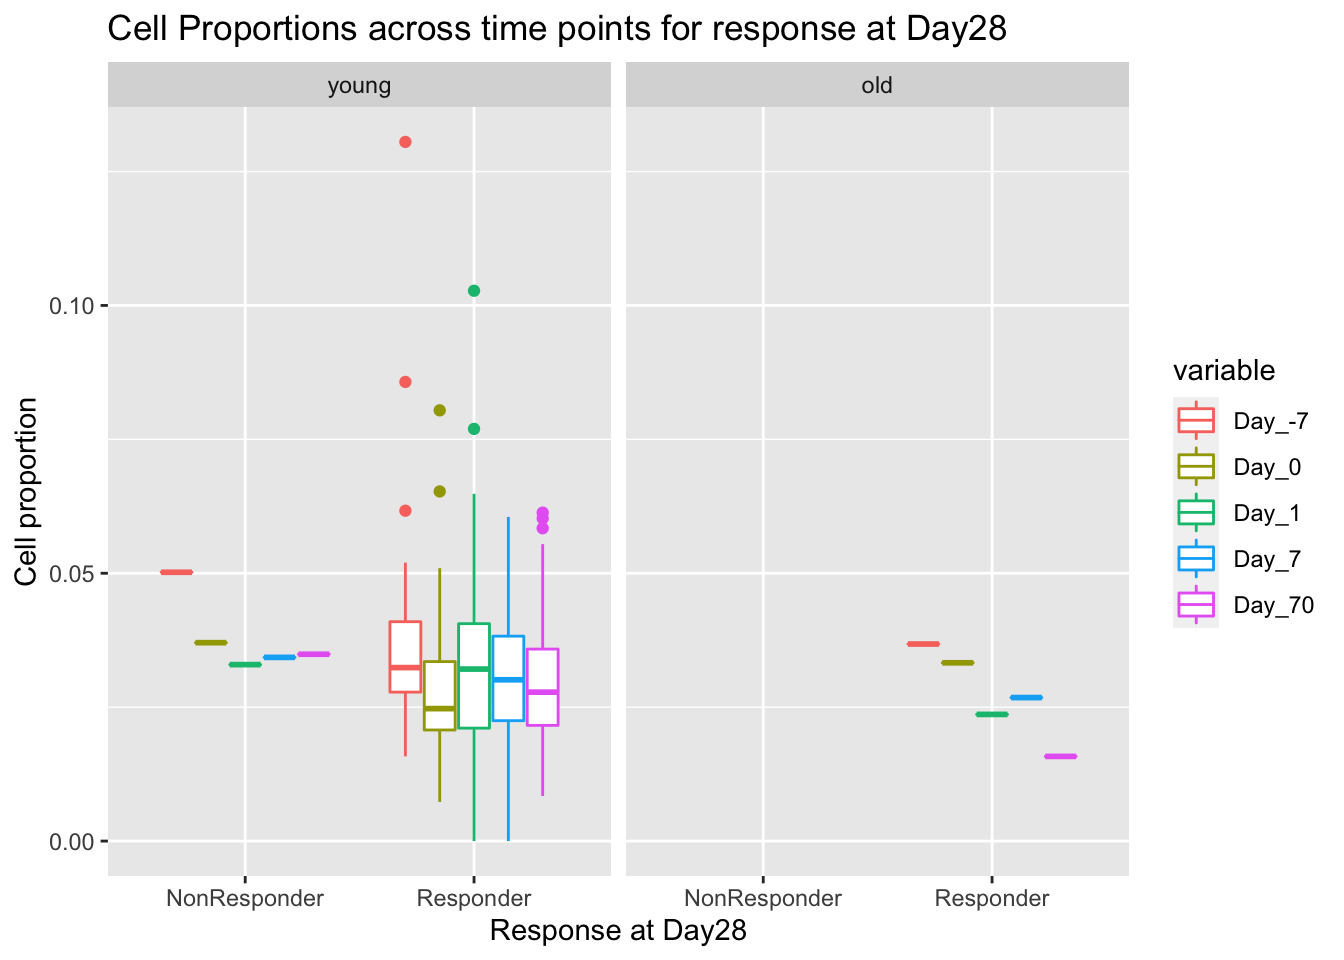 Cell Proportions across time points for response at Day28
young
old
Cell proportion
0.10
0.05
0.00
NonResponder
Responder
NonResponder
Responder
Response at Day28
variable
Day_-7
Day_0
Day_1
Day_7
Day_70